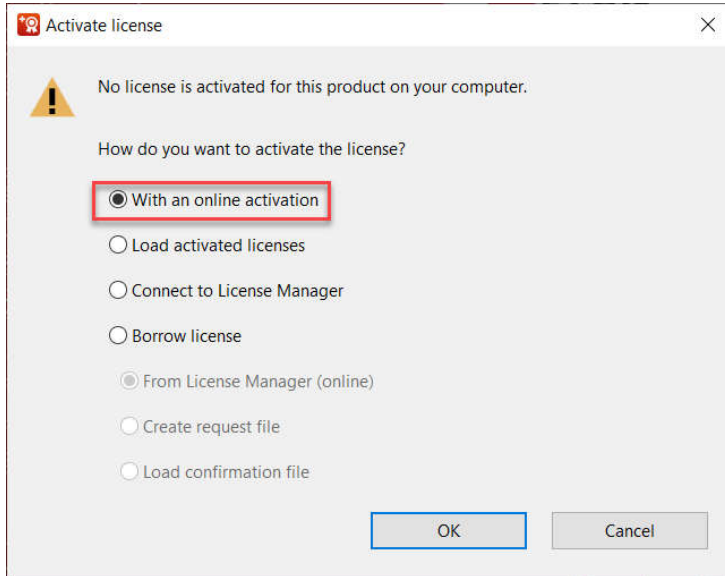 Activate license
No license is activated for this product on your computer.
How do you want to activate the license?
With an online activation
Load activated licenses
Connect to License Manager
Borrow license
From License Manager (online)
Create request file
Load confirmation file
OK
Cancel